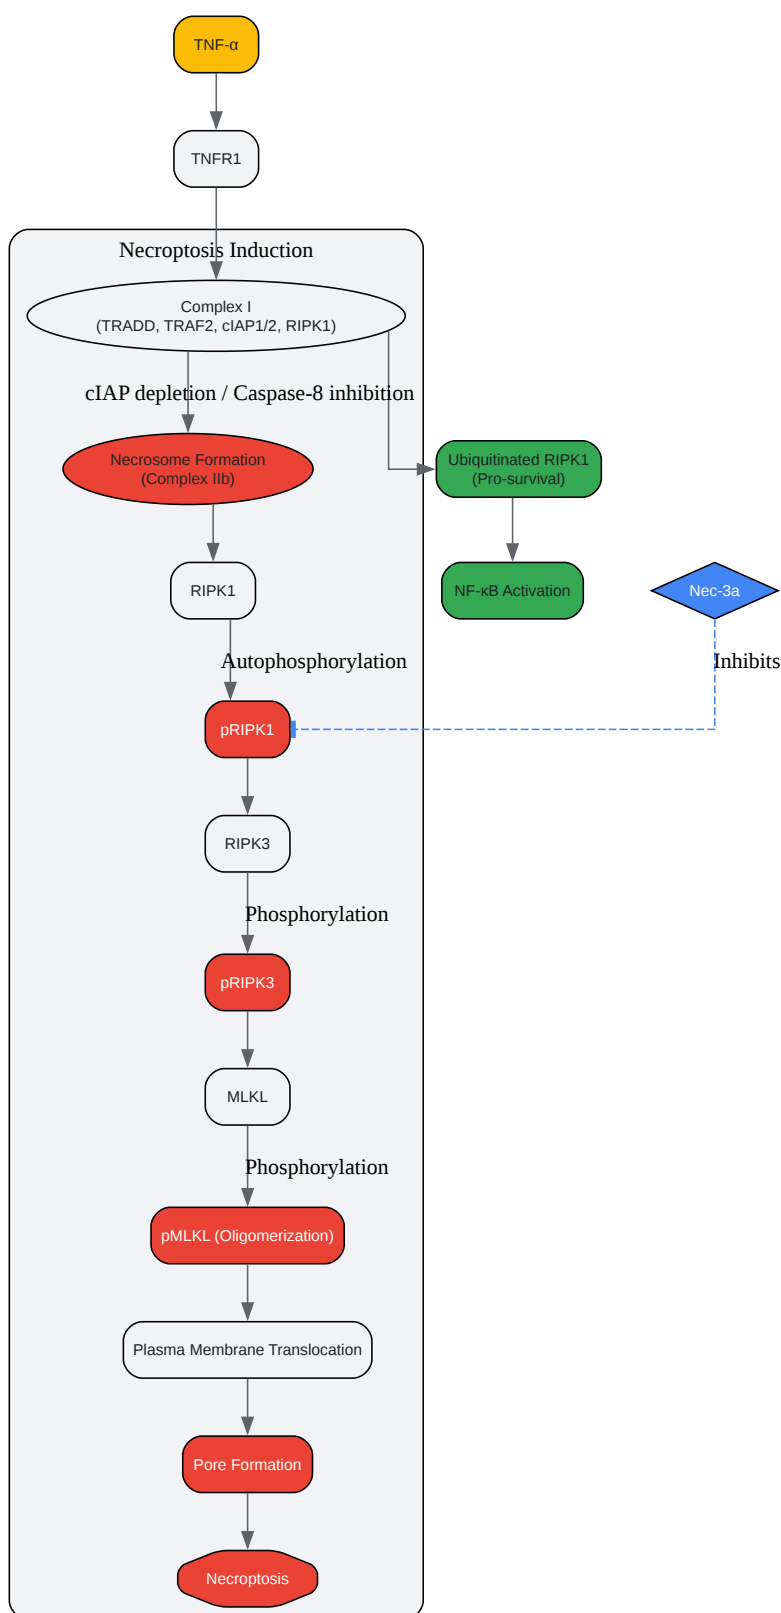 TNF-α
TNFR1
Necroptosis Induction
Complex I
(TRADD, TRAF2, cIAP1/2, RIPK1)
cIAP depletion / Caspase-8 inhibition
Necrosome Formation
(Complex IIb)
Ubiquitinated RIPK1
(Pro-survival)
RIPK1
NF-κB Activation
Nec-3a
Autophosphorylation
Inhibits
pRIPK1
RIPK3
Phosphorylation
pRIPK3
MLKL
Phosphorylation
pMLKL (Oligomerization)
Plasma Membrane Translocation
Pore Formation
Necroptosis